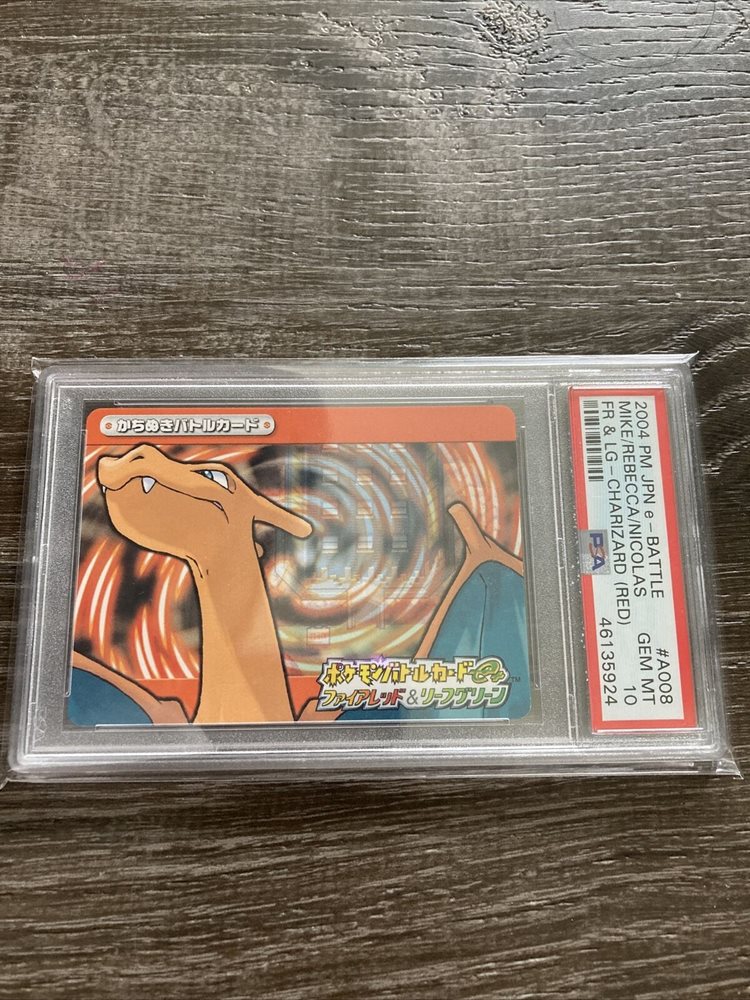 かちぬきバトルカード
ポケモンバトルカードe+™
ファイアレッド&リーフグリーン
2004 PM JPN e-BATTLE #A008
MIKE/REBECCA/NICOLAS GEM MT
FR & LG-CHARIZARD (RED) 10
PSA 46135924